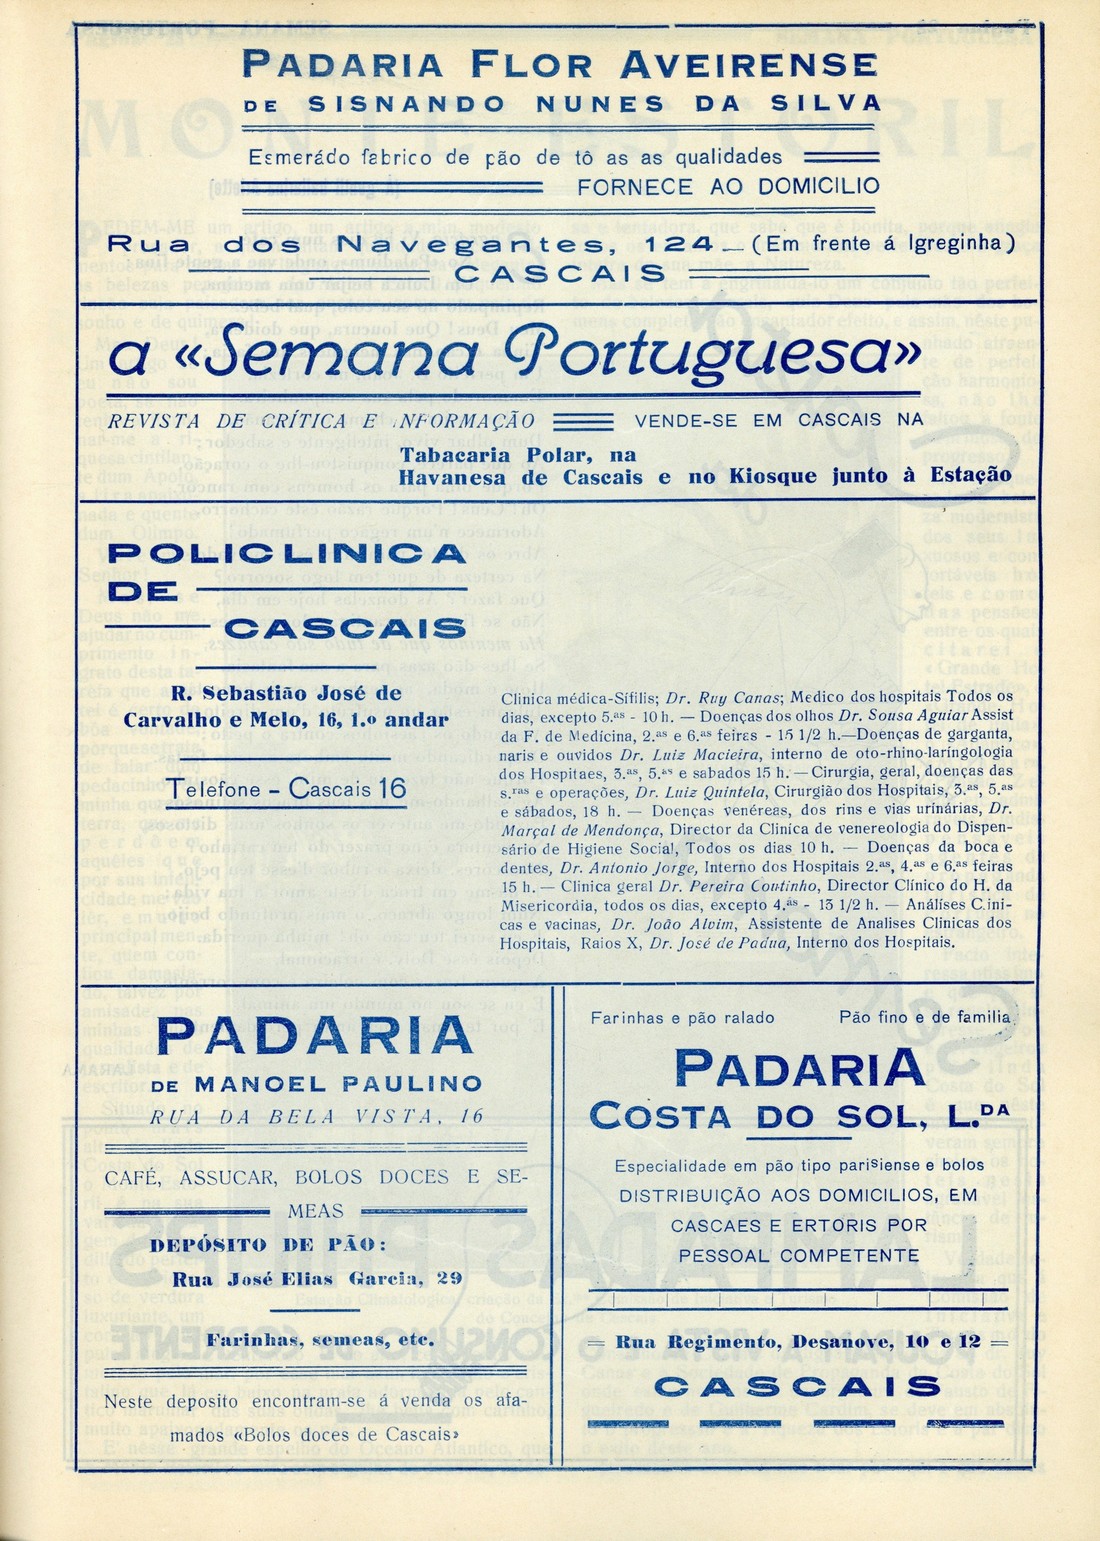 PADARIA FLOR AVEIRENSE
DE SISNANDO NUNES DA SILVA
Esmerádo fabrico de pão de tô as as qualidades
FORNECE AO DOMICILIO
Rua dos Navegantes, 124 — (Em frente á Igreginha)
CASCAIS
a «Semana Portuguesa»
REVISTA DE CRÍTICA E INFORMAÇÃO VENDE-SE EM CASCAIS NA
Tabacaria Polar, na
Havanesa de Cascais e no Kiosque junto à Estação
POLICLINICA
DE
CASCAIS
R. Sebastião José de
Carvalho e Melo, 16, 1.º andar
Telefone - Cascais 16
Clinica médica-Sífilis; Dr. Ruy Canas; Medico dos hospitais Todos os
dias, excepto 5.as - 10 h. — Doenças dos olhos Dr. Sousa Aguiar Assist
da F. de Medícina, 2.as e 6.as feires - 15 1/2 h.—Doenças de garganta,
naris e ouvidos Dr. Luiz Macieira, interno de oto-rhino-laríngologia
dos Hospitaes, 3.as, 5.as e sabados 15 h. — Cirurgia, geral, doenças das
s.ras e operações, Dr. Luiz Quintela, Cirurgião dos Hospitais, 3.as, 5.as
e sábados, 18 h. — Doenças venéreas, dos rins e vias urinárias, Dr.
Marçal de Mendonça, Director da Clinica de venereologia do Dispen-
sário de Higiene Social, Todos os dias 10 h. — Doenças da boca e
dentes, Dr. Antonio Jorge, Interno dos Hospitais 2.as, 4.as e 6.as feiras
15 h. — Clinica geral Dr. Pereira Coutinho, Director Clínico do H. da
Misericordia, todos os dias, excepto 4.as - 13 1/2 h. — Análíses C.ini-
cas e vacinas, Dr. João Alvim, Assistente de Analises Clinicas dos
Hospitais, Raios X, Dr. José de Padua, Interno dos Hospitais.
PADARIA
DE MANOEL PAULINO
RUA DA BELA VISTA, 16
CAFÉ, ASSUCAR, BOLOS DOCES E SE-
MEAS
DEPÓSITO DE PÃO:
Rua José Elias Garcia, 29
Farinhas, semeas, etc.
Neste deposito encontram-se á venda os afa-
mados «Bolos doces de Cascais»
Farinhas e pão ralado Pão fino e de familia
PADARIA
COSTA DO SOL, L.DA
Especialidade em pão tipo parisiense e bolos
DISTRIBUIÇÃO AOS DOMICILIOS, EM
CASCAES E ERTORIS POR
PESSOAL COMPETENTE
= Rua Regimento, Desanove, 10 e 12 =
CASCAIS